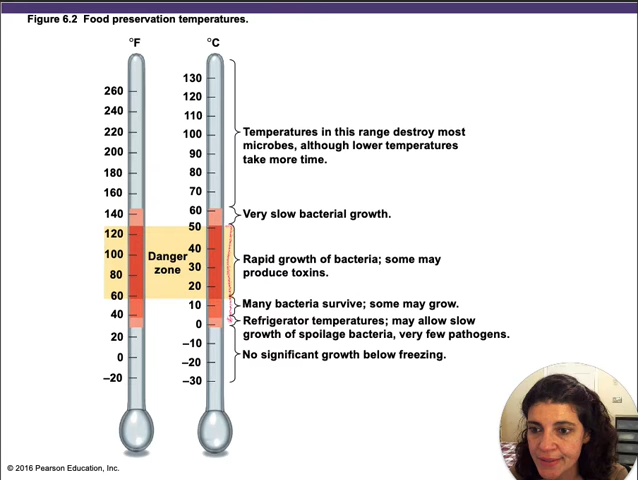 Figure 6.2 Food preservation temperatures.
°F
°C
260
240
220
200
180
160
140
120
100
80
60
40
20
0
–20
130
120
110
100
90
80
70
60
50
40
30
20
10
0
–10
–20
–30
Danger
zone
Temperatures in this range destroy most
microbes, although lower temperatures
take more time.
Very slow bacterial growth.
Rapid growth of bacteria; some may
produce toxins.
Many bacteria survive; some may grow.
Refrigerator temperatures; may allow slow
growth of spoilage bacteria, very few pathogens.
No significant growth below freezing.
© 2016 Pearson Education, Inc.